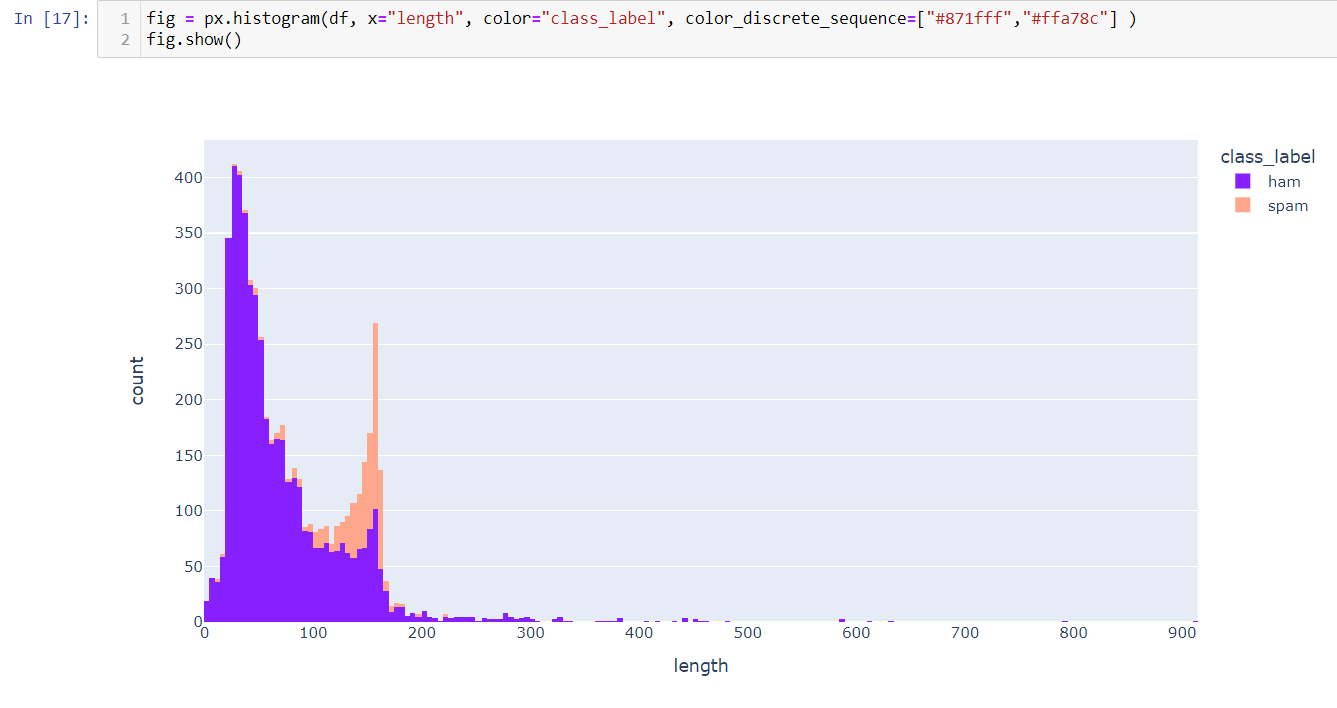 In [17]:
1 fig = px.histogram(df, x="length", color="class_label", color_discrete_sequence=["#871fff","#ffa78c"] )
2 fig.show()
class_label
ham
spam
400
350
300
250
200
150
100
50
0
count
0 100 200 300 400 500 600 700 800 900
length